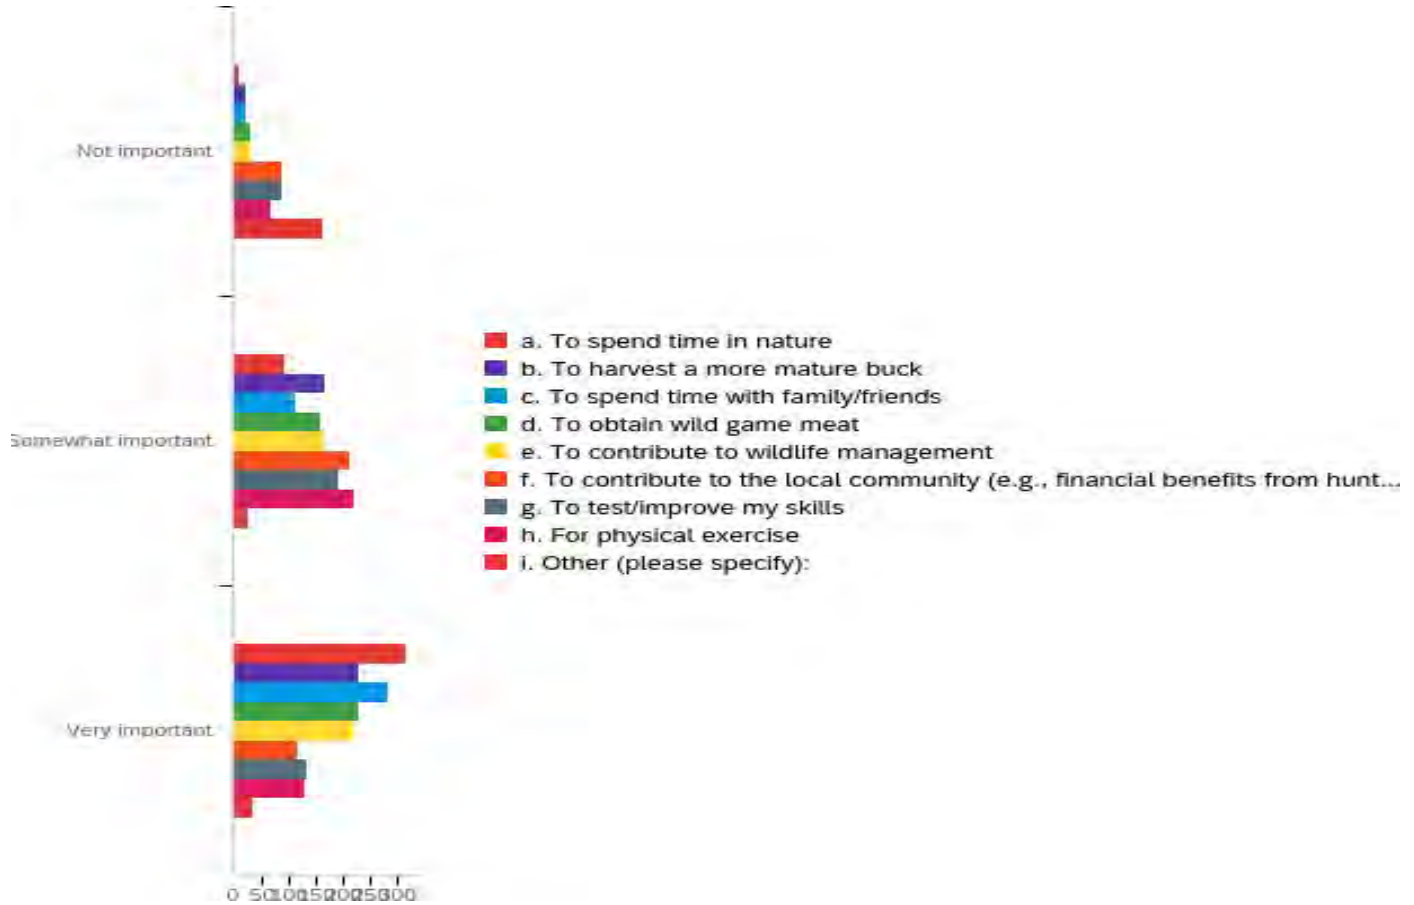 Not important
Somewhat important
Very important
0 50 100 150 200 250 300
a. To spend time in nature
b. To harvest a more mature buck
c. To spend time with family/friends
d. To obtain wild game meat
e. To contribute to wildlife management
f. To contribute to the local community (e.g., financial benefits from hunt...
g. To test/improve my skills
h. For physical exercise
i. Other (please specify):